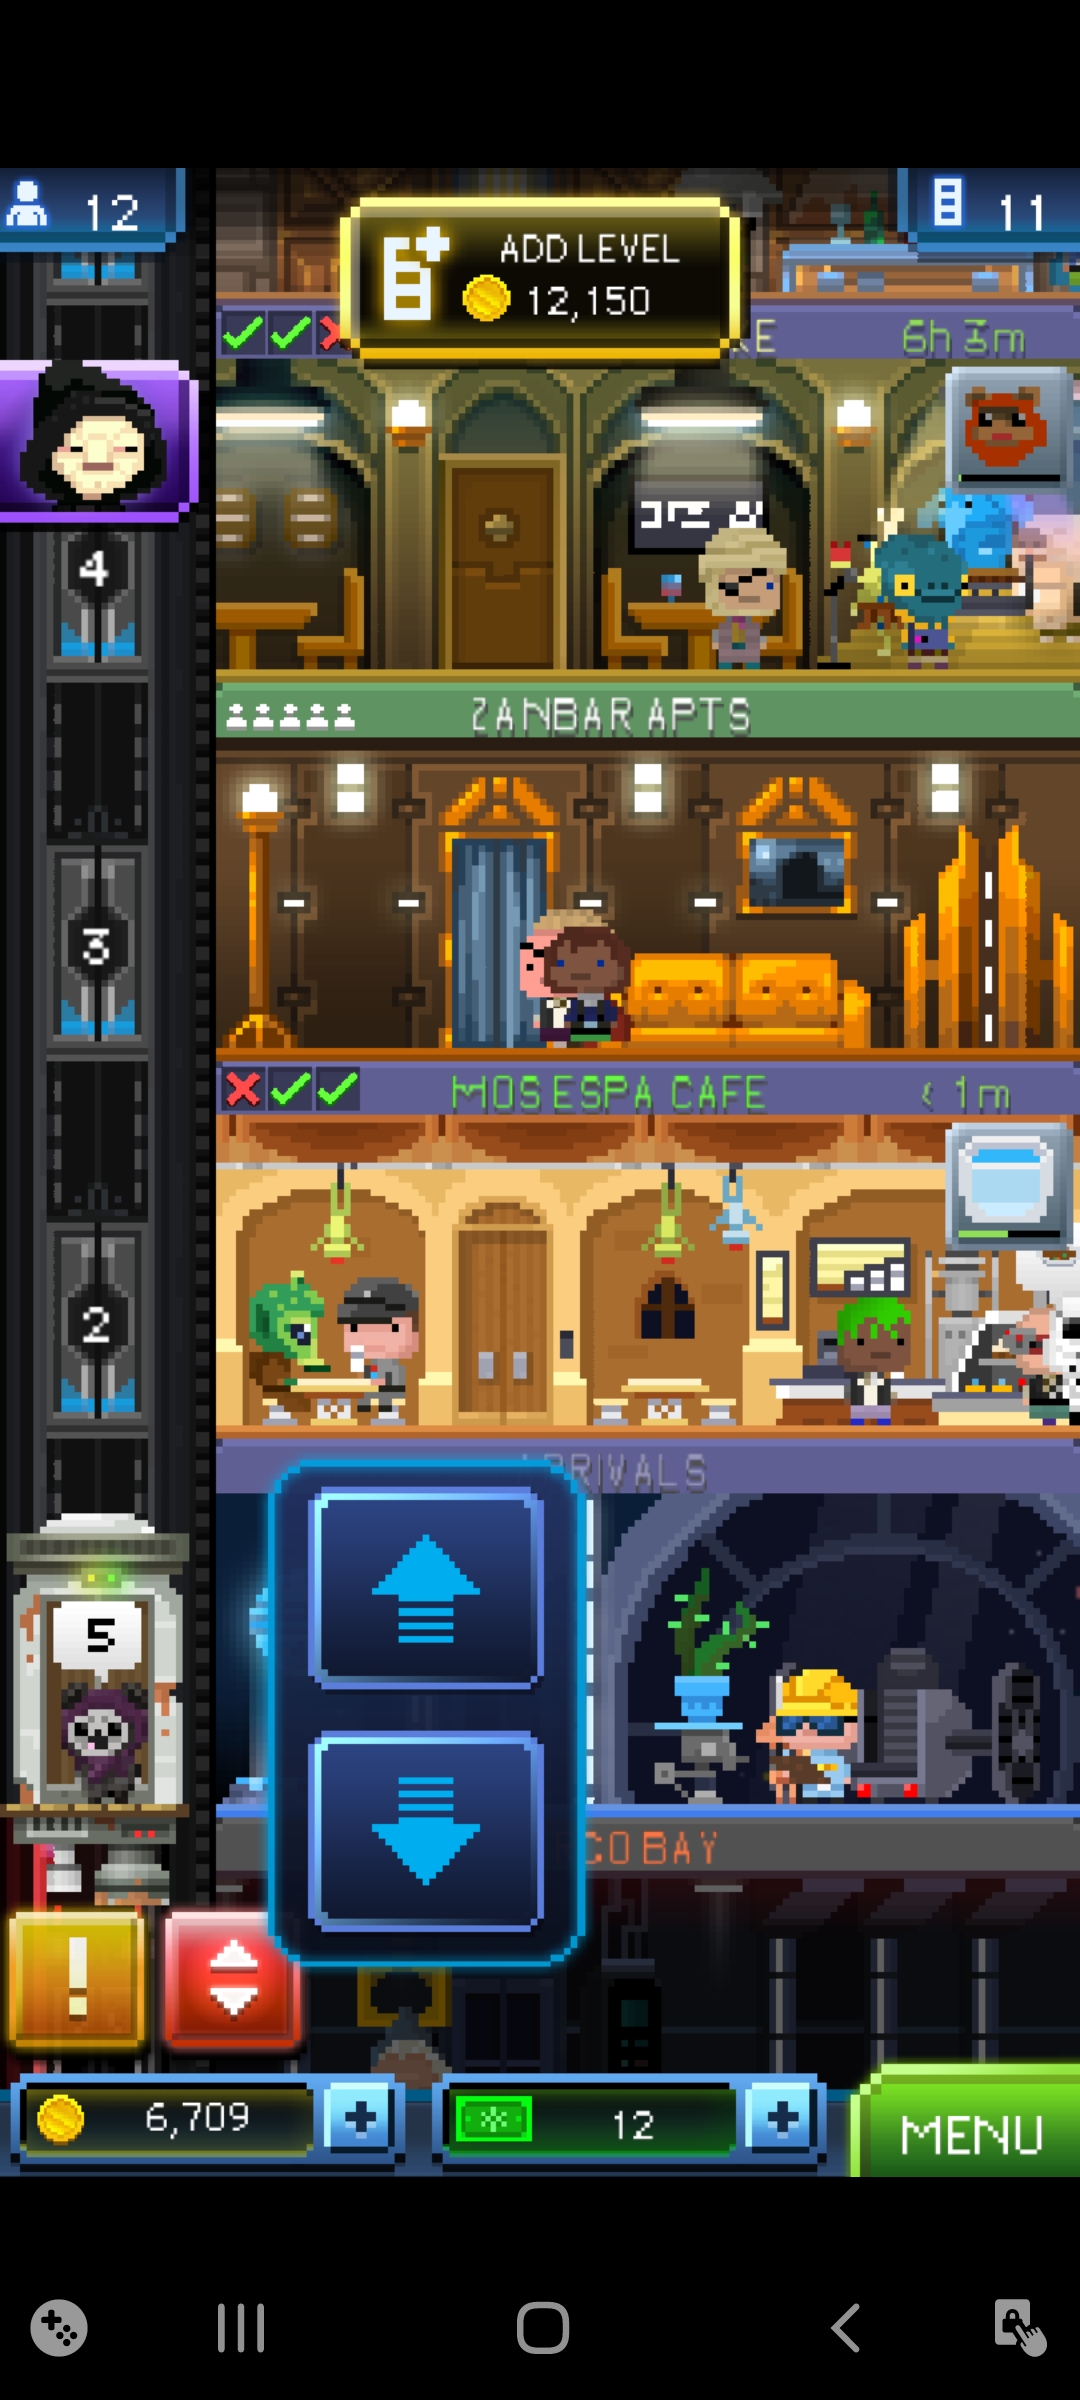 12
ADD LEVEL
12,150
11
KE
6h 3m
4
ZANBAR APTS
3
MOS ESPA CAFE
< 1m
2
RIVALS
5
CO BAY
!
6,709
12
MENU